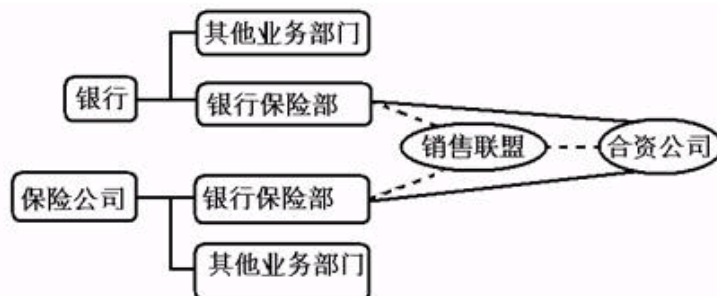 其他业务部门
银行
银行保险部
销售联盟
合资公司
保险公司
银行保险部
其他业务部门